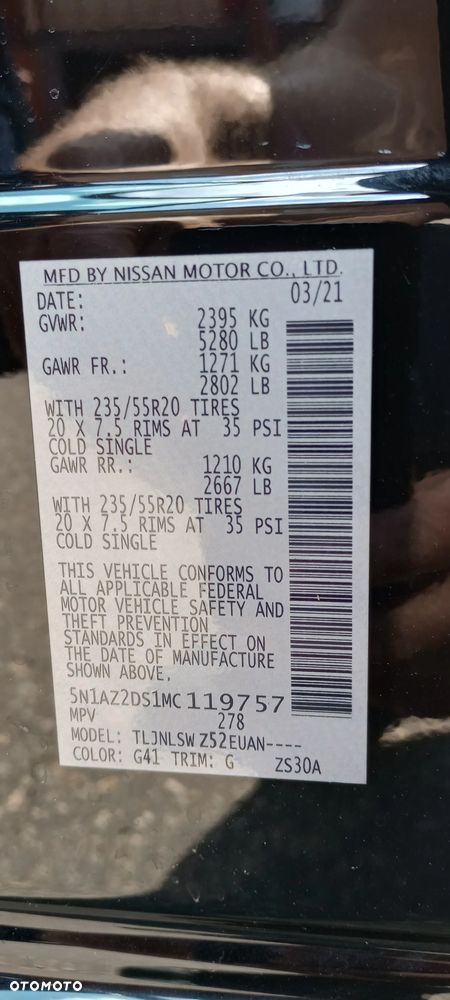 MFD BY NISSAN MOTOR CO., LTD.
DATE: 03/21
GVWR: 2395 KG
5280 LB
GAWR FR.: 1271 KG
2802 LB
WITH 235/55R20 TIRES
20 X 7.5 RIMS AT 35 PSI
COLD SINGLE
GAWR RR.: 1210 KG
2667 LB
WITH 235/55R20 TIRES
20 X 7.5 RIMS AT 35 PSI
COLD SINGLE
THIS VEHICLE CONFORMS TO
ALL APPLICABLE FEDERAL
MOTOR VEHICLE SAFETY AND
THEFT PREVENTION
STANDARDS IN EFFECT ON
THE DATE OF MANUFACTURE
SHOWN ABOVE.
5N1AZ2DS1MC119757
MPV 278
MODEL: TLJNLSW Z52EUAN----
COLOR: G41 TRIM: G ZS30A
OTOMOTO